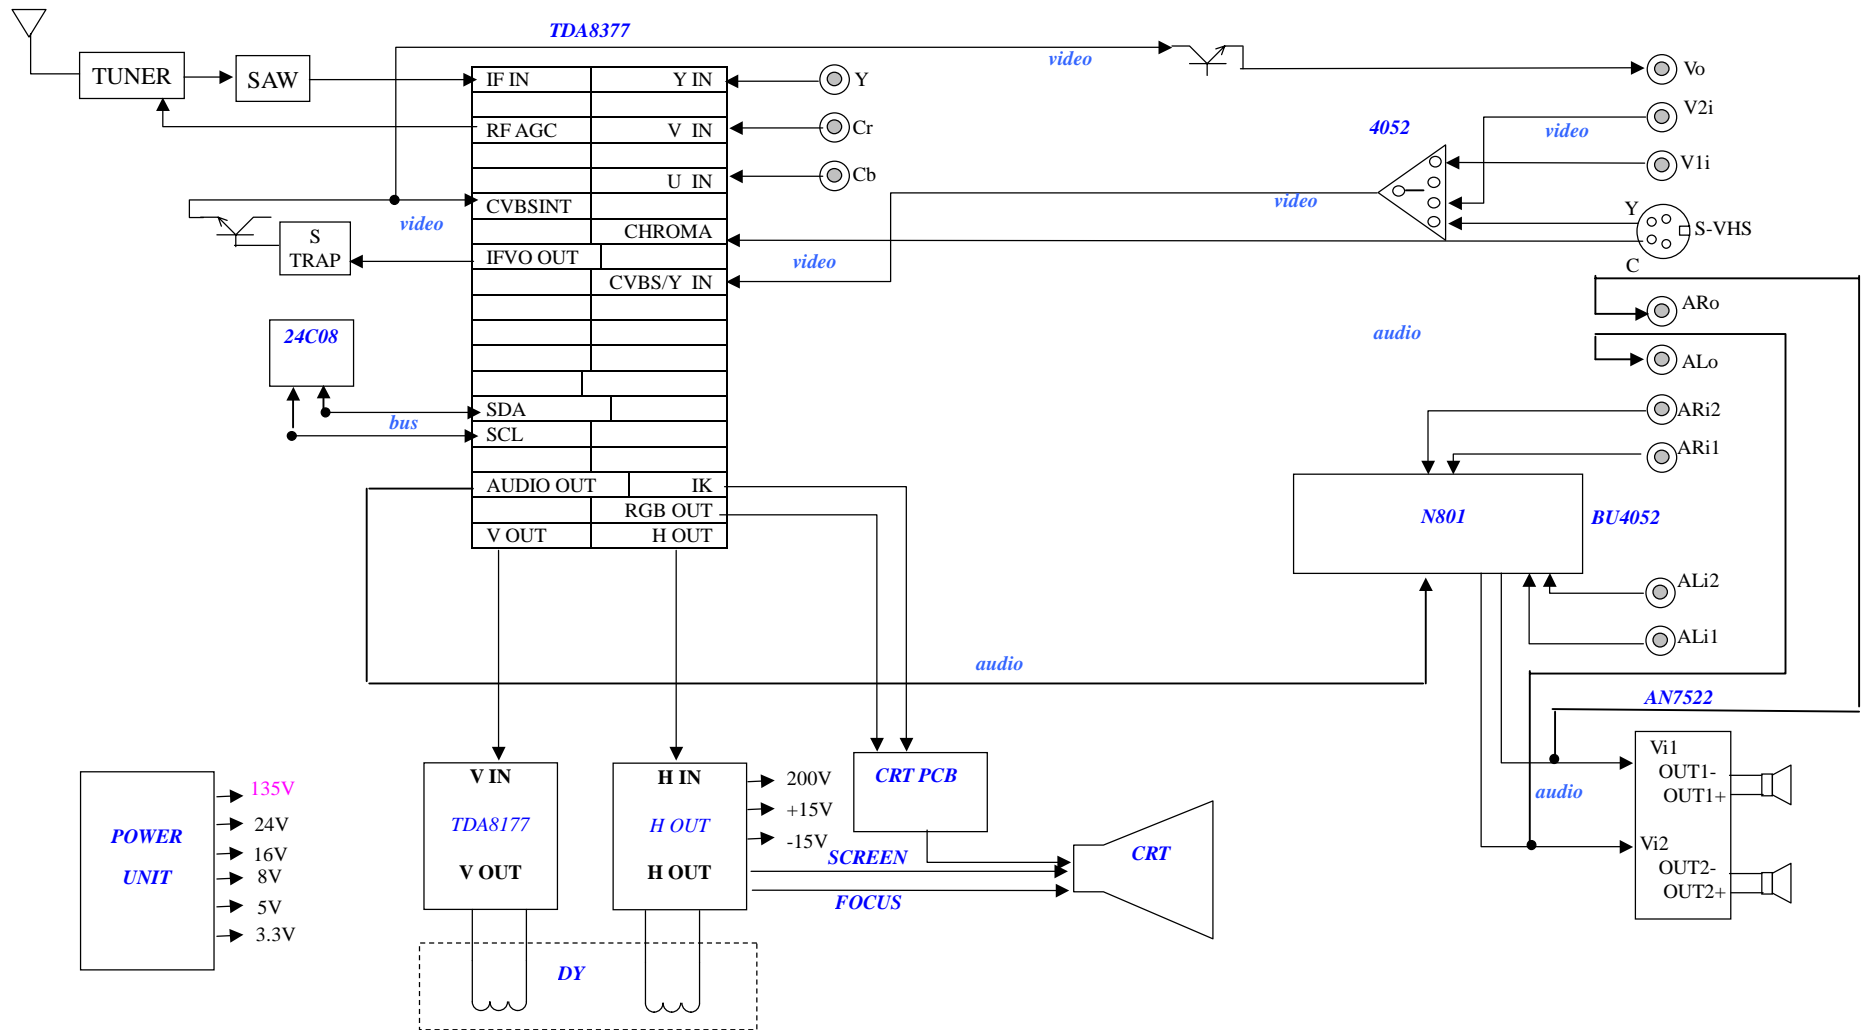 TDA8377
video
TUNER
SAW
IF IN
Y IN
Y
Vo
RF AGC
V IN
Cr
4052
video
V2i
U IN
Cb
V1i
CVBSINT
video
video
S
TRAP
CHROMA
Y
S-VHS
C
IFVO OUT
video
CVBS/Y IN
ARo
24C08
audio
ALo
SDA
bus
SCL
ARi2
ARi1
AUDIO OUT
IK
RGB OUT
V OUT
H OUT
N801
BU4052
ALi2
ALi1
audio
AN7522
POWER
UNIT
135V
24V
16V
8V
5V
3.3V
V IN
TDA8177
V OUT
H IN
H OUT
H OUT
200V
+15V
-15V
CRT PCB
SCREEN
FOCUS
CRT
audio
Vi1
OUT1-
OUT1+
Vi2
OUT2-
OUT2+
DY